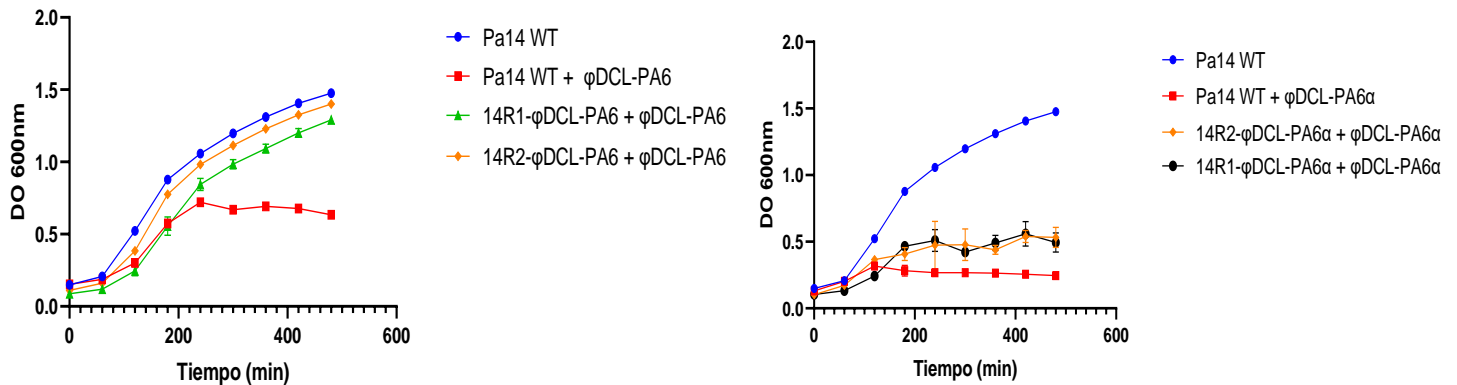 2.0
1.5
1.0
0.5
0.0
DO 600nm
0
200
400
600
Tiempo (min)
Pa14 WT
Pa14 WT + φDCL-PA6
14R1-φDCL-PA6 + φDCL-PA6
14R2-φDCL-PA6 + φDCL-PA6
2.0
1.5
1.0
0.5
0.0
DO 600nm
0
200
400
600
Tiempo (min)
Pa14 WT
Pa14 WT + φDCL-PA6α
14R2-φDCL-PA6α + φDCL-PA6α
14R1-φDCL-PA6α + φDCL-PA6α